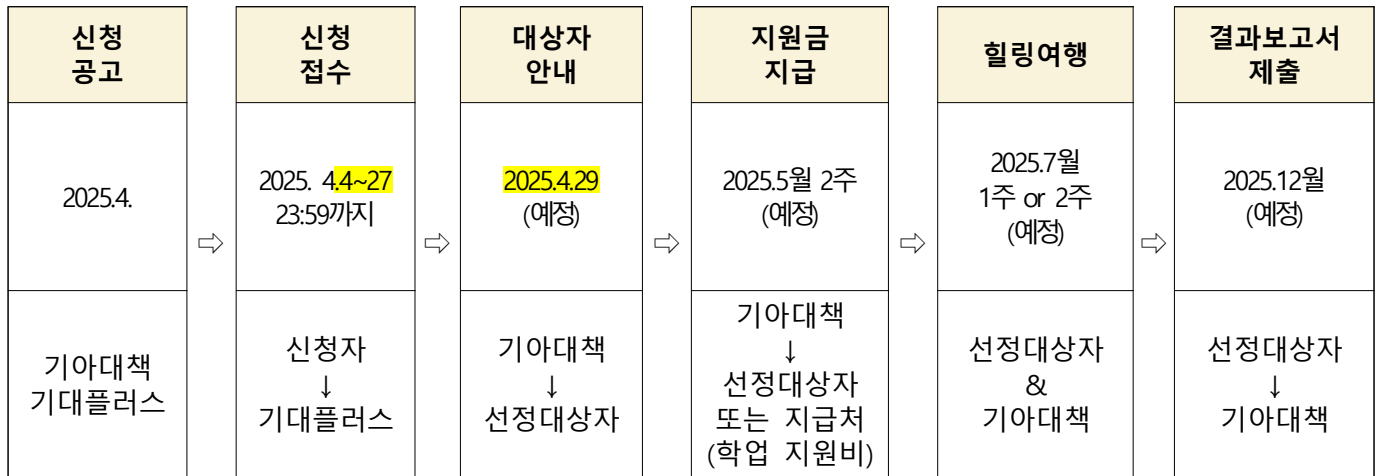 신청
공고
2025.4.
기아대책
기대플러스
⇨
신청
접수
2025. 4.4~27
23:59까지
신청자
↓
기대플러스
⇨
대상자
안내
2025.4.29
(예정)
기아대책
↓
선정대상자
⇨
지원금
지급
2025.5월 2주
(예정)
기아대책
↓
선정대상자
또는 지급처
(학업 지원비)
⇨
힐링여행
2025.7월
1주 or 2주
(예정)
선정대상자
&
기아대책
⇨
결과보고서
제출
2025.12월
(예정)
선정대상자
↓
기아대책